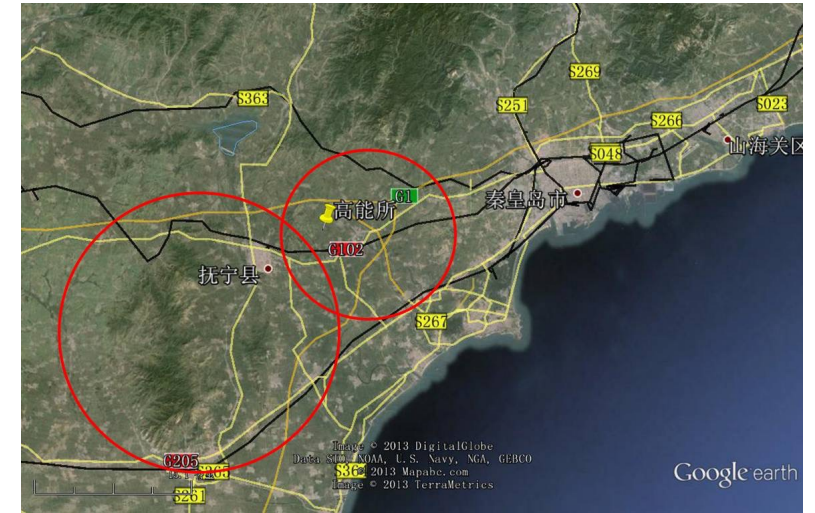 S269
S363
S251
S023
S266
山海关区
S048
G1
秦皇岛市
高能所
G102
抚宁县
S267
Image © 2013 DigitalGlobe
Data SIO, NOAA, U.S. Navy, NGA, GEBCO
G205
© 2013 Mapabc.com
Image © 2013 TerraMetrics
Google earth
S261